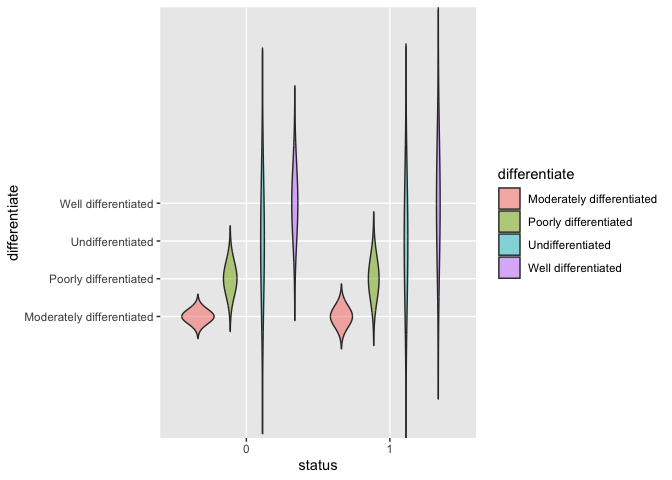 differentiate
Well differentiated
Undifferentiated
Poorly differentiated
Moderately differentiated
0
1
status
differentiate
Moderately differentiated
Poorly differentiated
Undifferentiated
Well differentiated